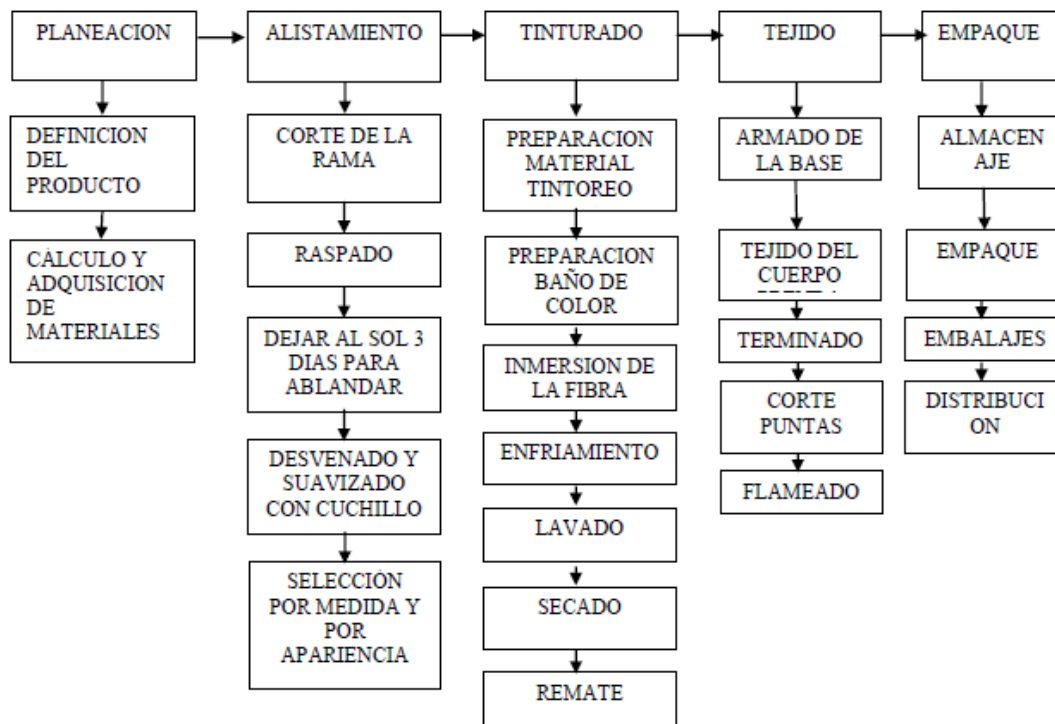 PLANEACION
ALISTAMIENTO
TINTURADO
TEJIDO
EMPAQUE
DEFINICION
DEL
PRODUCTO
CÁLCULO Y
ADQUISICION
DE
MATERIALES
CORTE DE LA
RAMA
RASPADO
DEJAR AL SOL 3
DIAS PARA
ABLANDAR
DESVENADO Y
SUAVIZADO
CON CUCHILLO
SELECCIÓN
POR MEDIDA Y
POR
APARIENCIA
PREPARACION
MATERIAL
TINTOREO
PREPARACION
BAÑO DE
COLOR
INMERSION DE
LA FIBRA
ENFRIAMIENTO
LAVADO
SECADO
REMATE
ARMADO DE
LA BASE
TEJIDO DEL
CUERPO
TERMINADO
CORTE
PUNTAS
FLAMEADO
ALMACEN
AJE
EMPAQUE
EMBALAJES
DISTRIBUCI
ON